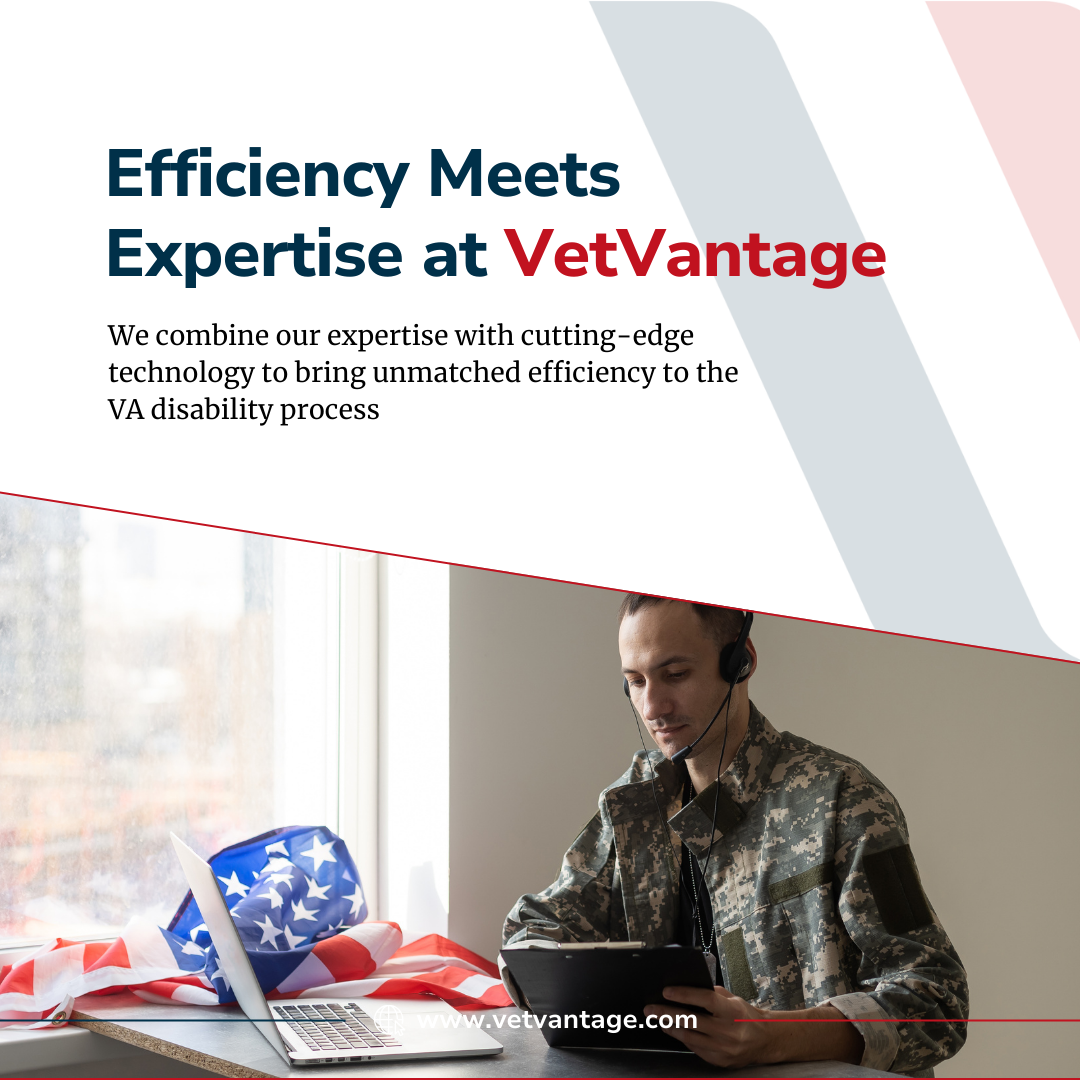 Efficiency Meets
Expertise at VetVantage
We combine our expertise with cutting-edge
technology to bring unmatched efficiency to the
VA disability process
www.vetvantage.com